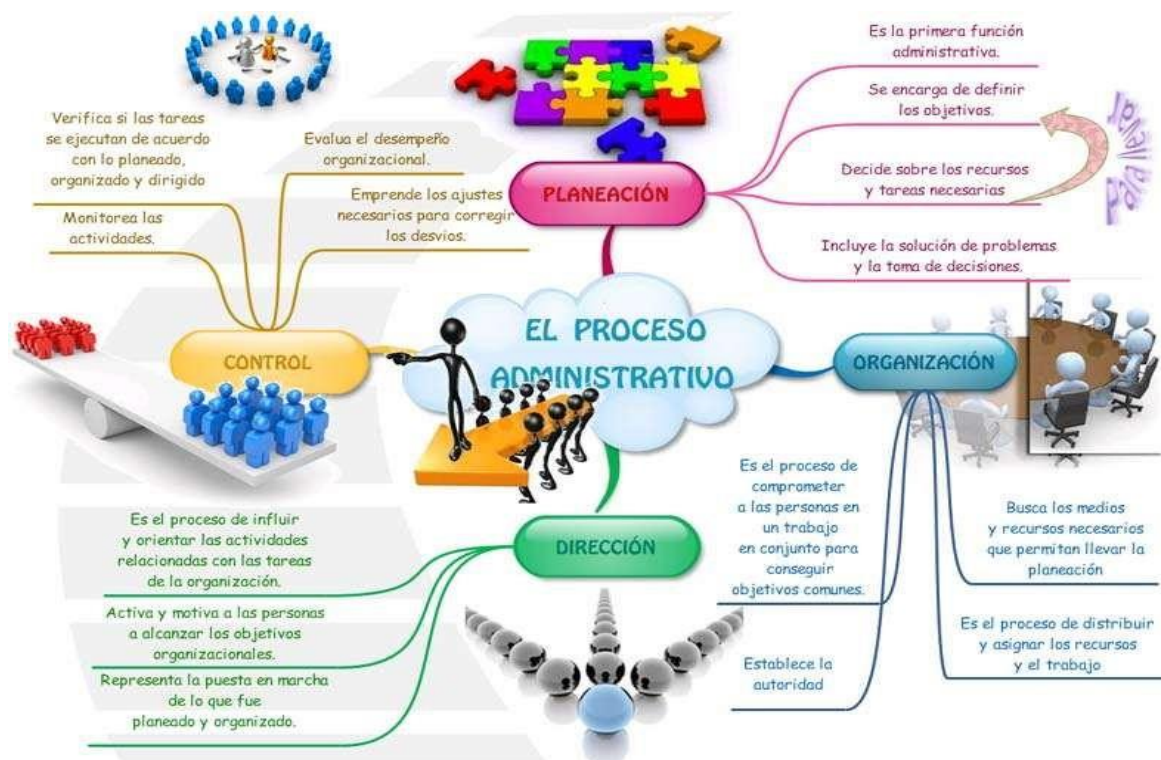 EL PROCESO
ADMINISTRATIVO
PLANEACIÓN
Es la primera función
administrativa.
Se encarga de definir
los objetivos.
Decide sobre los recursos
y tareas necesarias
Para llevar
Incluye la solución de problemas
y la toma de decisiones.
ORGANIZACIÓN
Es el proceso de
comprometer
a las personas en
un trabajo
en conjunto para
conseguir
objetivos comunes.
Busca los medios
y recursos necesarios
que permitan llevar la
planeación
Es el proceso de distribuir
y asignar los recursos
y el trabajo
Establece la
autoridad
DIRECCIÓN
Es el proceso de influir
y orientar las actividades
relacionadas con las tareas
de la organización.
Activa y motiva a las personas
a alcanzar los objetivos
organizacionales.
Representa la puesta en marcha
de lo que fue
planeado y organizado.
CONTROL
Verifica si las tareas
se ejecutan de acuerdo
con lo planeado,
organizado y dirigido
Monitorea las
actividades.
Evalua el desempeño
organizacional.
Emprende los ajustes
necesarios para corregir
los desvios.